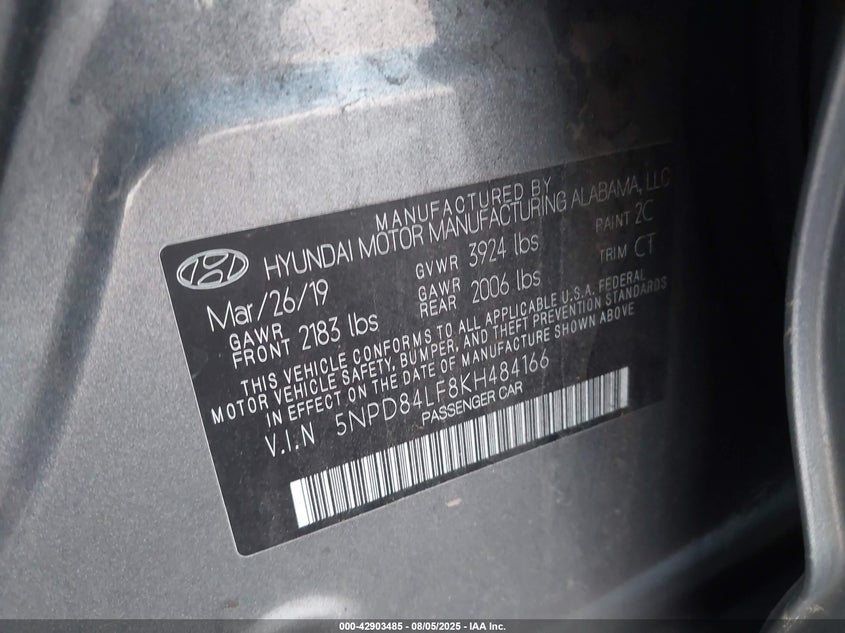 MANUFACTURED BY
HYUNDAI MOTOR MANUFACTURING ALABAMA, LLC
Mar/26/19 GVWR 3924 lbs PAINT 2C
GAWR FRONT 2183 lbs GAWR REAR 2006 lbs TRIM CT
THIS VEHICLE CONFORMS TO ALL APPLICABLE U.S.A. FEDERAL
MOTOR VEHICLE SAFETY, BUMPER, AND THEFT PREVENTION STANDARDS
IN EFFECT ON THE DATE OF MANUFACTURE SHOWN ABOVE
V.I.N 5NPD84LF8KH484166
PASSENGER CAR
000-42903485 - 08/05/2025 - IAA Inc.